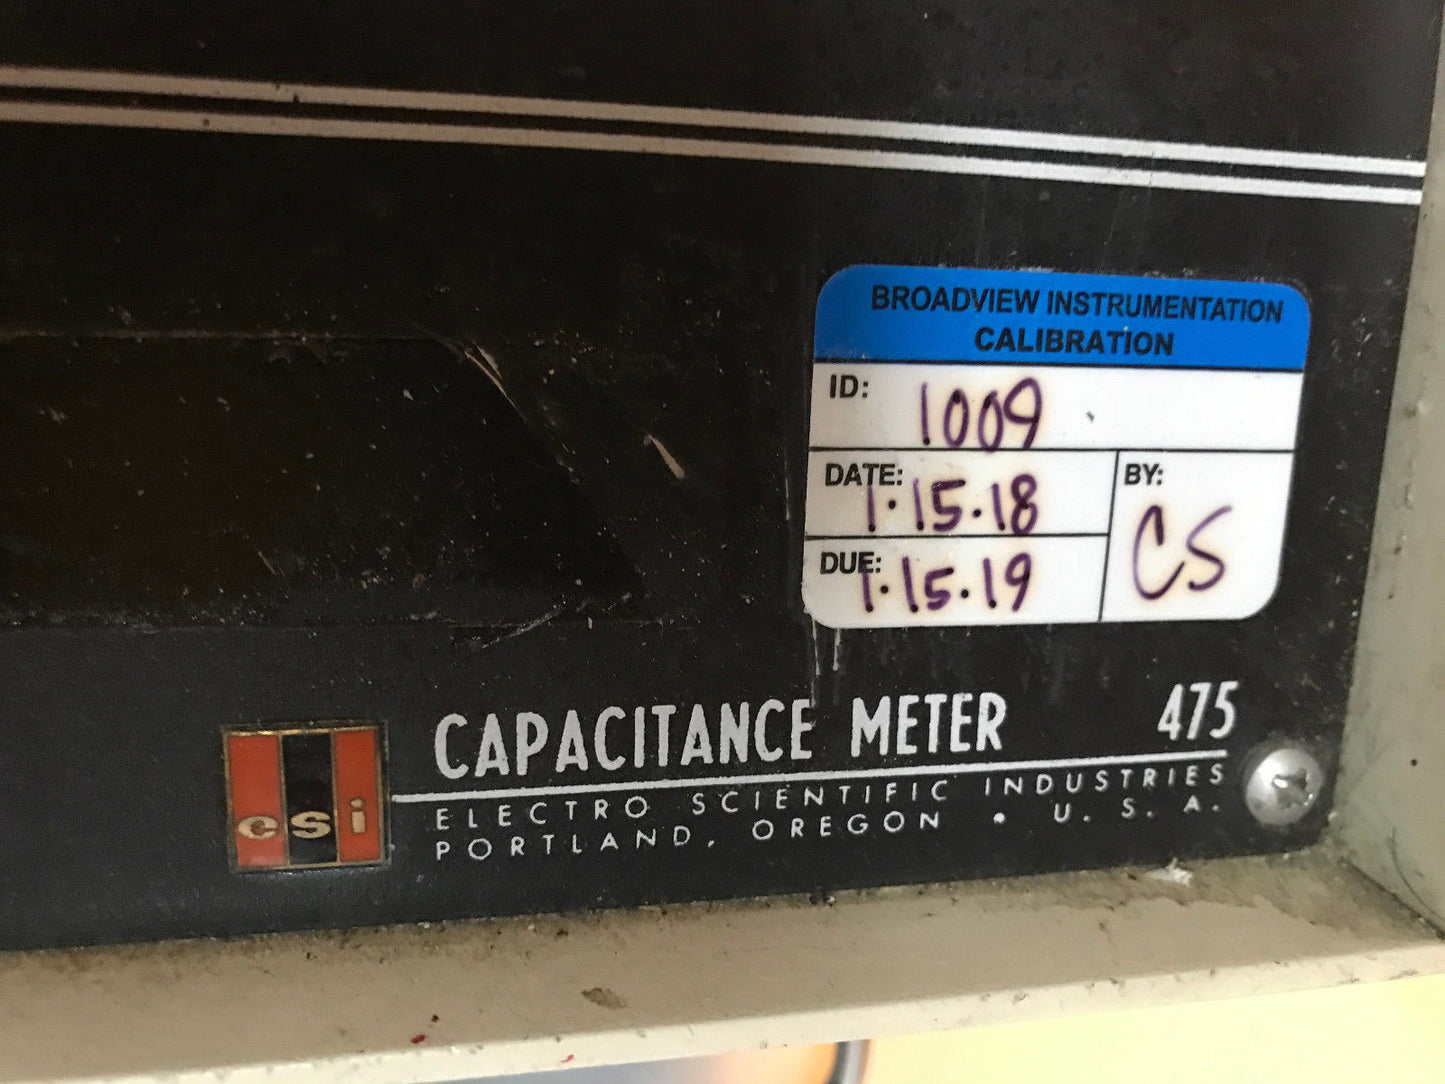 BROADVIEW INSTRUMENTATION
CALIBRATION
ID: 1009
DATE: 1.15.18
BY: CS
DUE: 1.15.19
CAPACITANCE METER 475
esi
ELECTRO SCIENTIFIC INDUSTRIES
PORTLAND, OREGON • U. S. A.